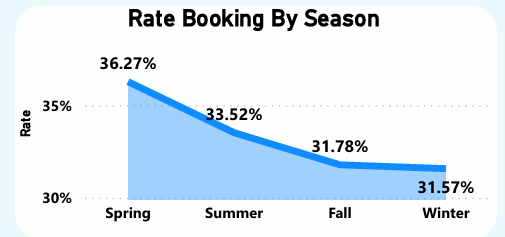 Rate Booking By Season
36.27%
35%
33.52%
31.78%
Rate
31.57%
30%
Spring Summer Fall Winter